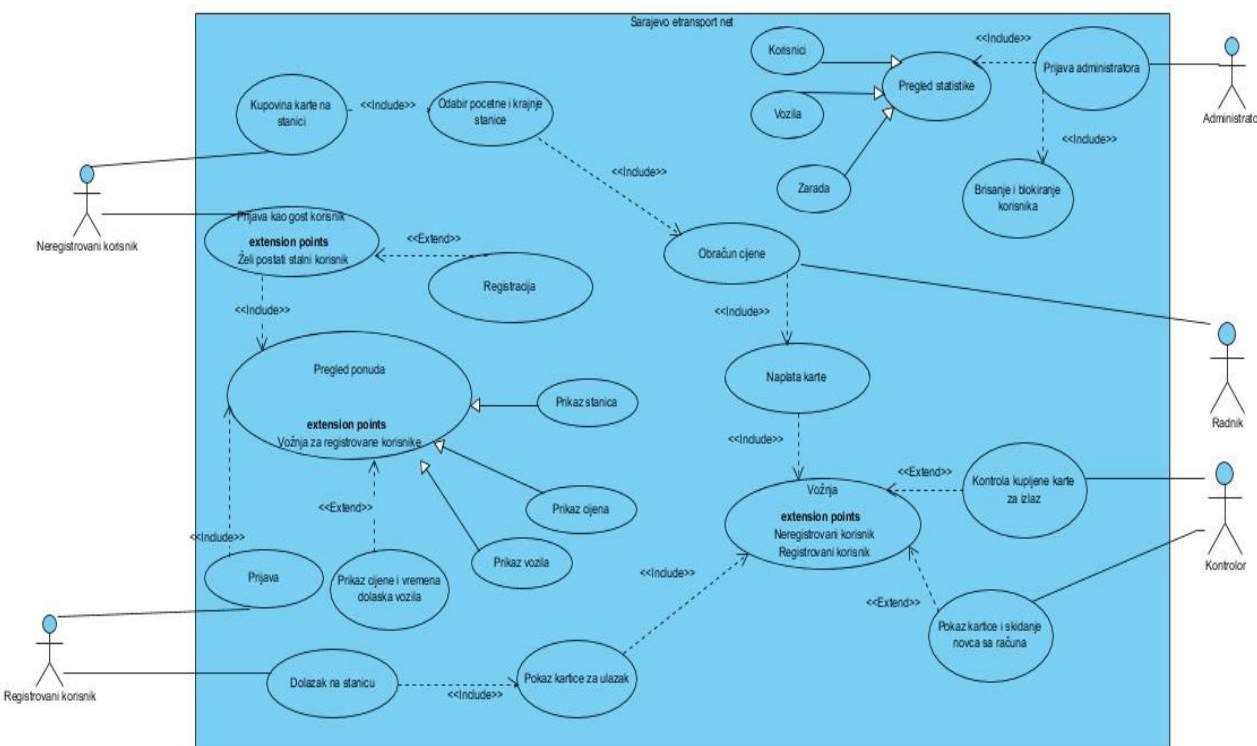 Sarajevo etransport net
Korisnici
<<Include>>
Prijava administratora
Pregled statistike
Administrato
Kupovina karte na
stanici
<<Include>>
Odabir pocetne i krajnje
stanice
Vozila
<<Include>>
<<Include>>
Zarada
Brisanje i blokiranje
korisnika
Neregistrovani korisnik
Prijava kao gost korisnik
extension points
Želi postati stalni korisnik
<<Extend>>
Registracija
Obračun cijene
<<Include>>
<<Include>>
Pregled ponuda
extension points
Vožnja za registrovane korisnike
Prikaz stanica
Naplata karte
Radnik
<<Include>>
<<Extend>>
Kontrola kupljene karte
za izlaz
Vožnja
extension points
Neregistrovani korisnik
Registrovani korisnik
Prikaz cijena
<<Extend>>
<<Include>>
Prikaz vozila
Kontrolor
Prijava
Prikaz cijene i vremena
dolaska vozila
<<Include>>
<<Extend>>
Pokaz kartice i skidanje
novca sa računa
Registrovani korisnik
Dolazak na stanicu
<<Include>>
Pokaz kartice za ulazak